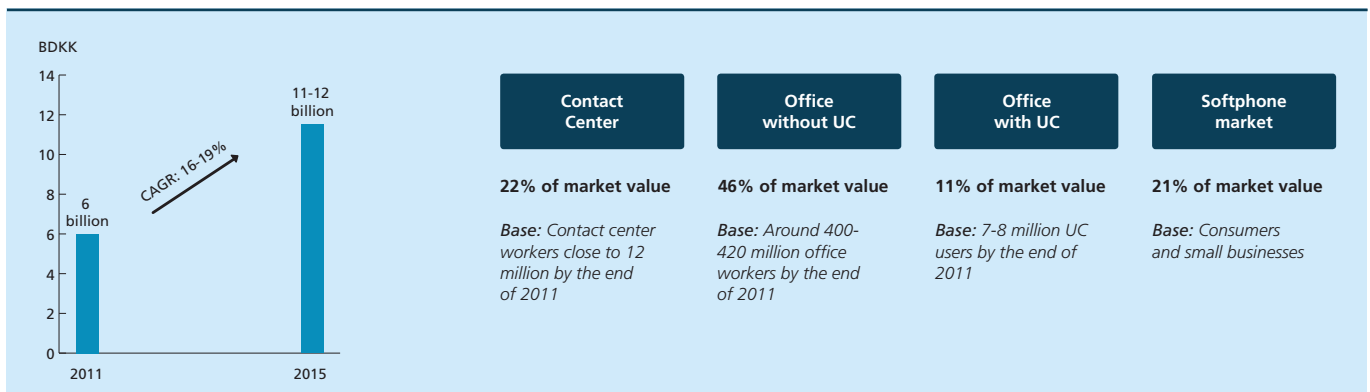 BDKK
14
12
10
8
6
4
2
0
11-12
billion
CAGR: 16-19%
6
billion
2011
2015
Contact
Center
22% of market value
Base: Contact center
workers close to 12
million by the end
of 2011
Office
without UC
46% of market value
Base: Around 400-
420 million office
workers by the end
of 2011
Office
with UC
11% of market value
Base: 7-8 million UC
users by the end of
2011
Softphone
market
21% of market value
Base: Consumers
and small businesses